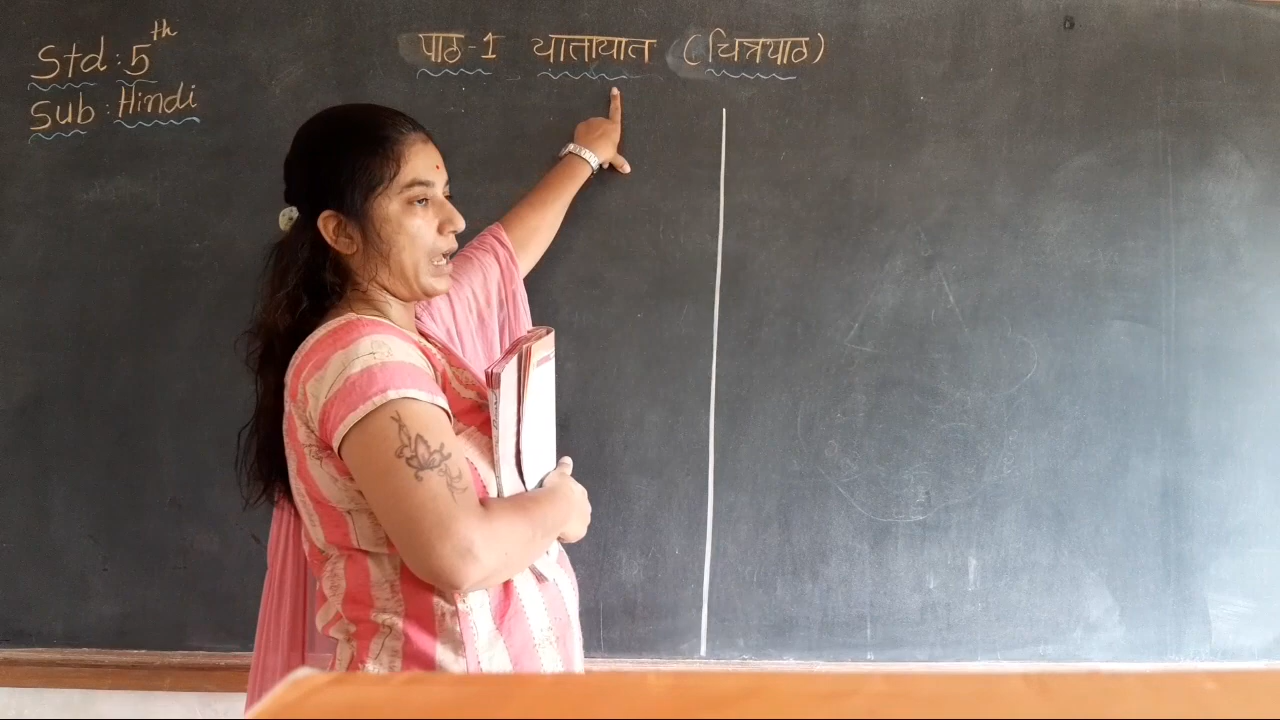 Std : 5th
Sub : Hindi
पाठ-1 यातायात (चित्रपाठ)